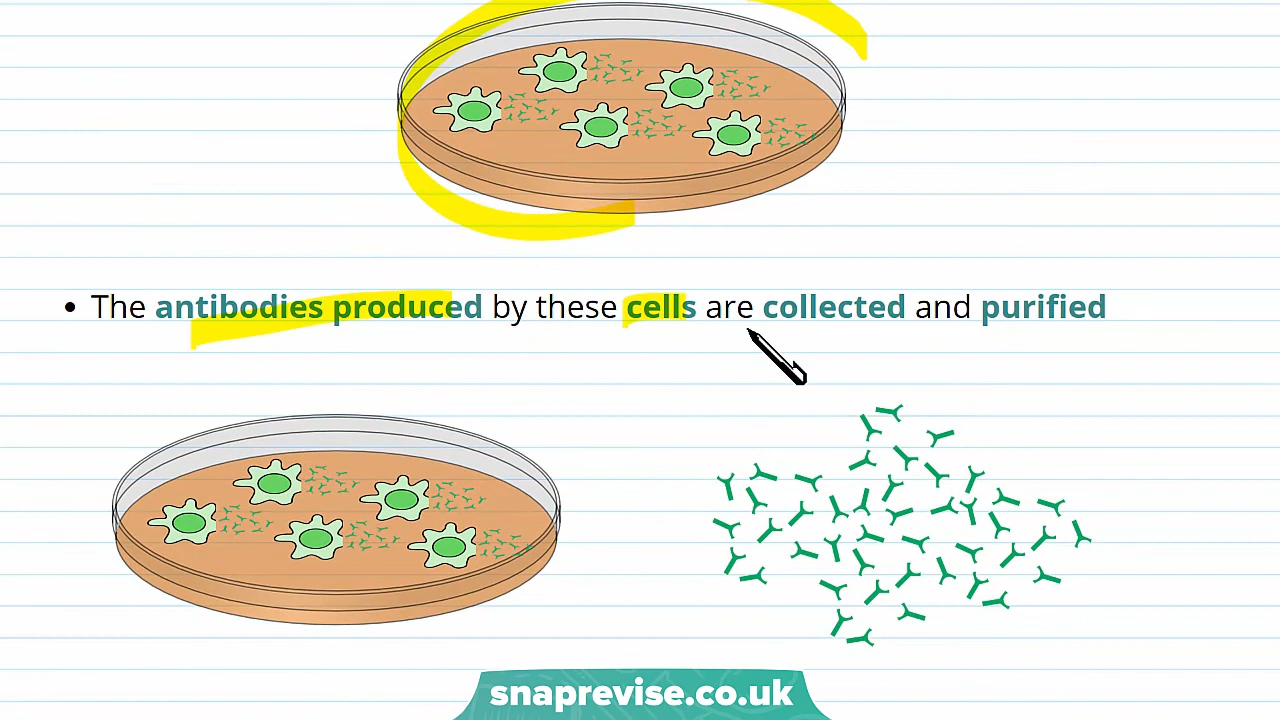 • The antibodies produced by these cells are collected and purified
snaprevise.co.uk